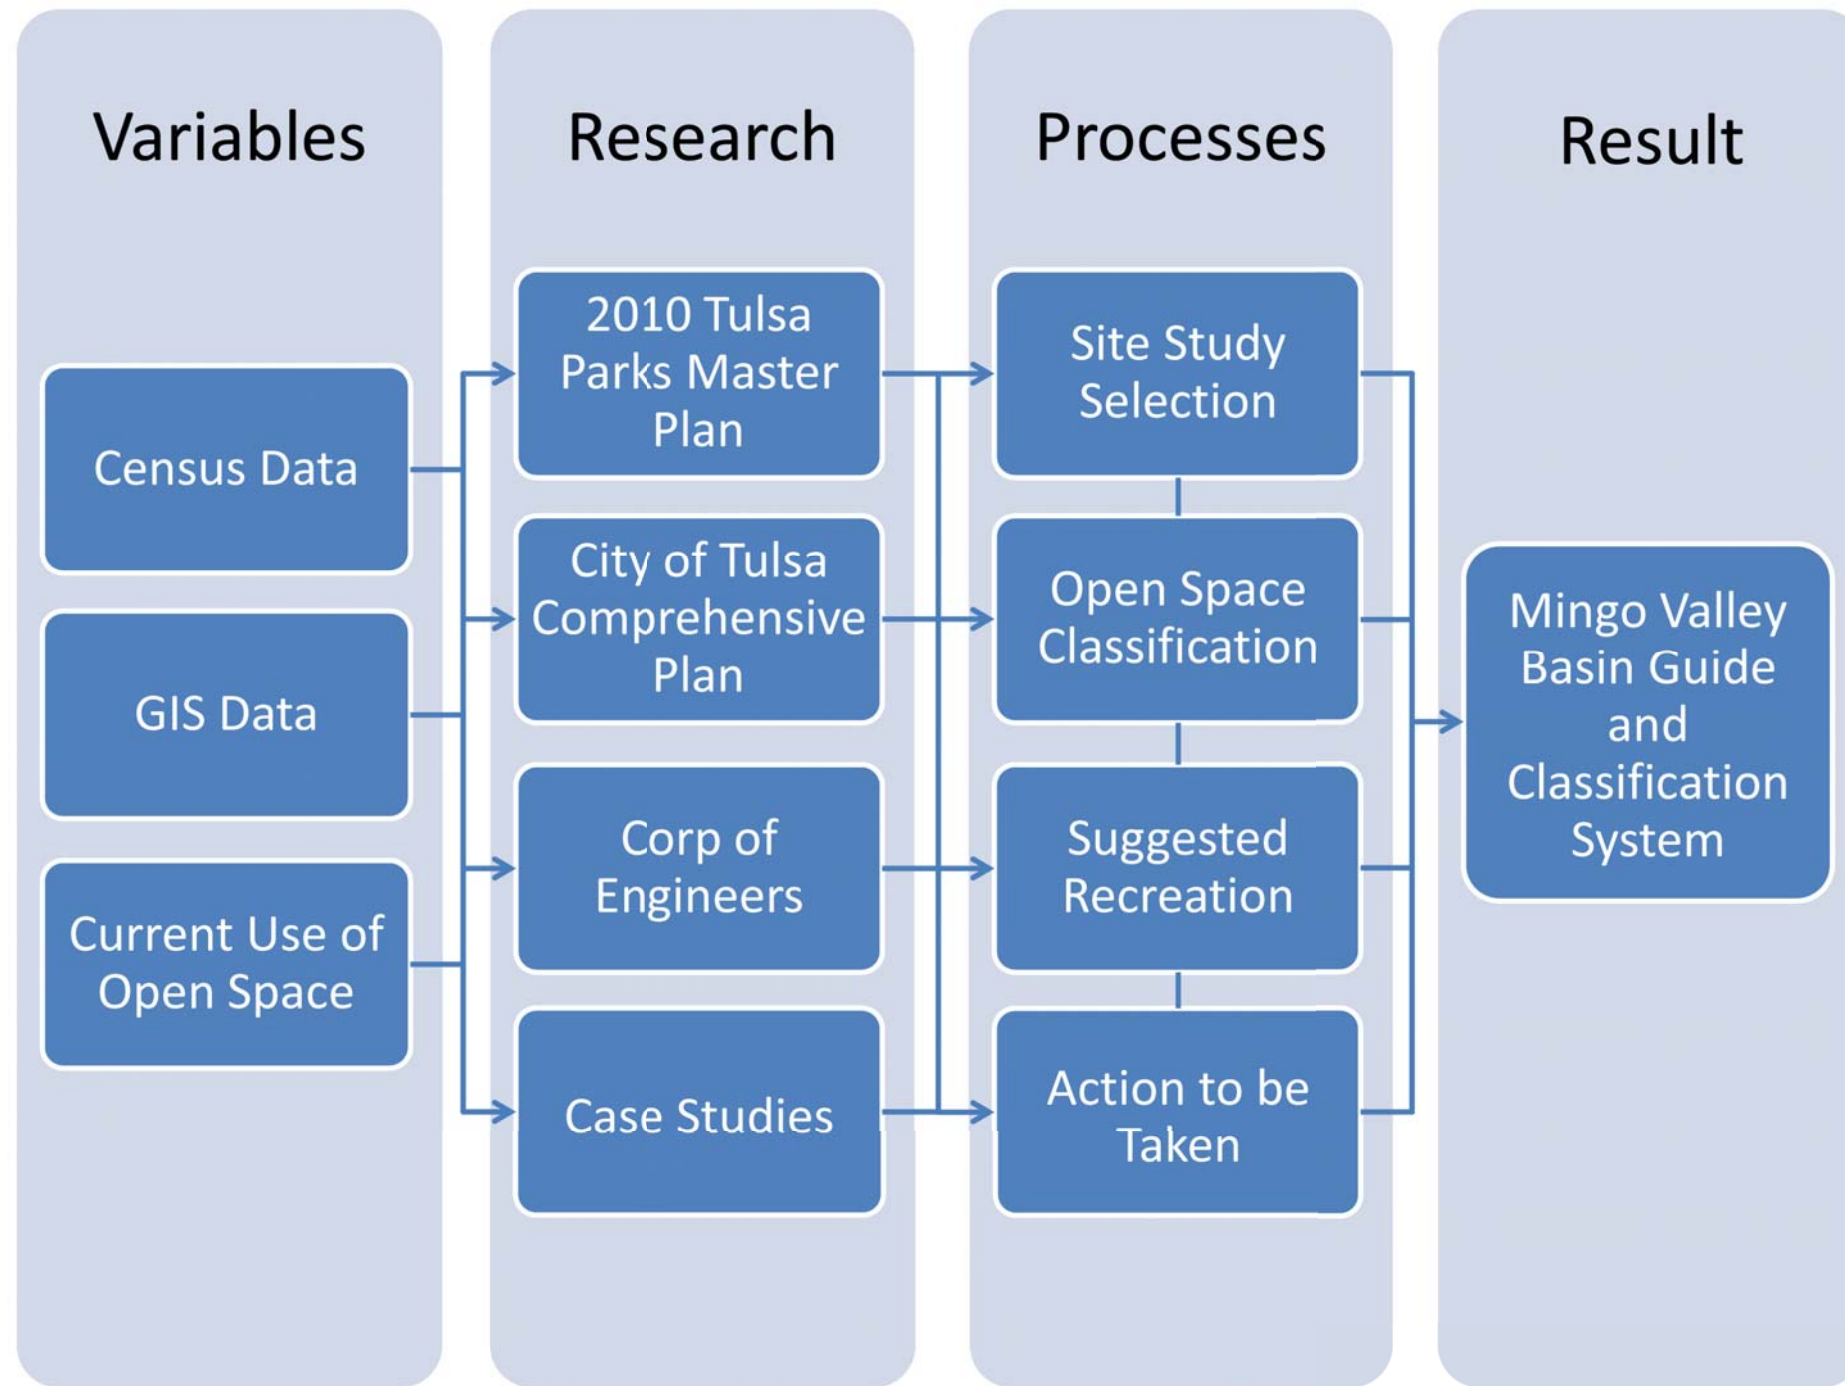 Variables
Census Data
GIS Data
Current Use of
Open Space
Research
2010 Tulsa
Parks Master
Plan
City of Tulsa
Comprehensive
Plan
Corp of
Engineers
Case Studies
Processes
Site Study
Selection
Open Space
Classification
Suggested
Recreation
Action to be
Taken
Result
Mingo Valley
Basin Guide
and
Classification
System